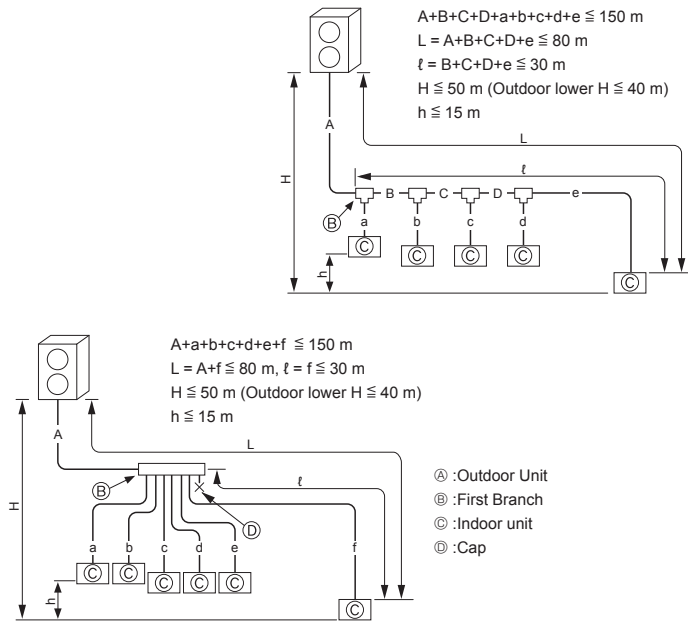 A+B+C+D+a+b+c+d+e ≦ 150 m
L = A+B+C+D+e ≦ 80 m
ℓ = B+C+D+e ≦ 30 m
H ≦ 50 m (Outdoor lower H ≦ 40 m)
h ≦ 15 m
A
L
H
ℓ
B C D e
Ⓑ
a b c d
Ⓒ Ⓒ Ⓒ Ⓒ
h
Ⓒ
A+a+b+c+d+e+f ≦ 150 m
L = A+f ≦ 80 m, ℓ = f ≦ 30 m
H ≦ 50 m (Outdoor lower H ≦ 40 m)
h ≦ 15 m
A
L
H
ℓ
Ⓑ
Ⓓ
a b c d e f
Ⓒ Ⓒ Ⓒ Ⓒ Ⓒ
h
Ⓒ
Ⓐ :Outdoor Unit
Ⓑ :First Branch
Ⓒ :Indoor unit
Ⓓ :Cap